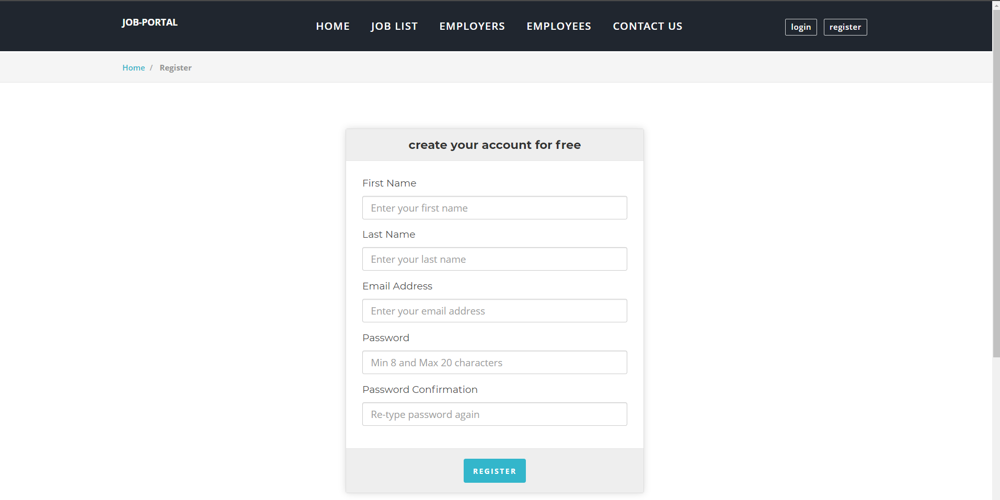 JOB-PORTAL
HOME JOB LIST EMPLOYERS EMPLOYEES CONTACT US
login register
Home / Register
create your account for free
First Name
Enter your first name
Last Name
Enter your last name
Email Address
Enter your email address
Password
Min 8 and Max 20 characters
Password Confirmation
Re-type password again
REGISTER